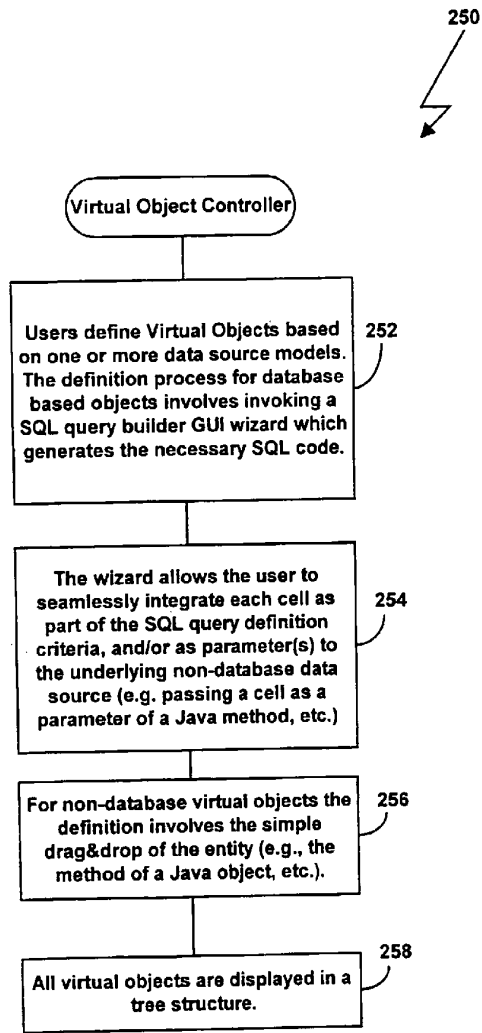 250
Virtual Object Controller
Users define Virtual Objects based
on one or more data source models.
The definition process for database
based objects involves invoking a
SQL query builder GUI wizard which
generates the necessary SQL code.
252
The wizard allows the user to
seamlessly integrate each cell as
part of the SQL query definition
criteria, and/or as parameter(s) to
the underlying non-database data
source (e.g. passing a cell as a
parameter of a Java method, etc.)
254
For non-database virtual objects the
definition involves the simple
drag&drop of the entity (e.g., the
method of a Java object, etc.).
256
All virtual objects are displayed in a
tree structure.
258